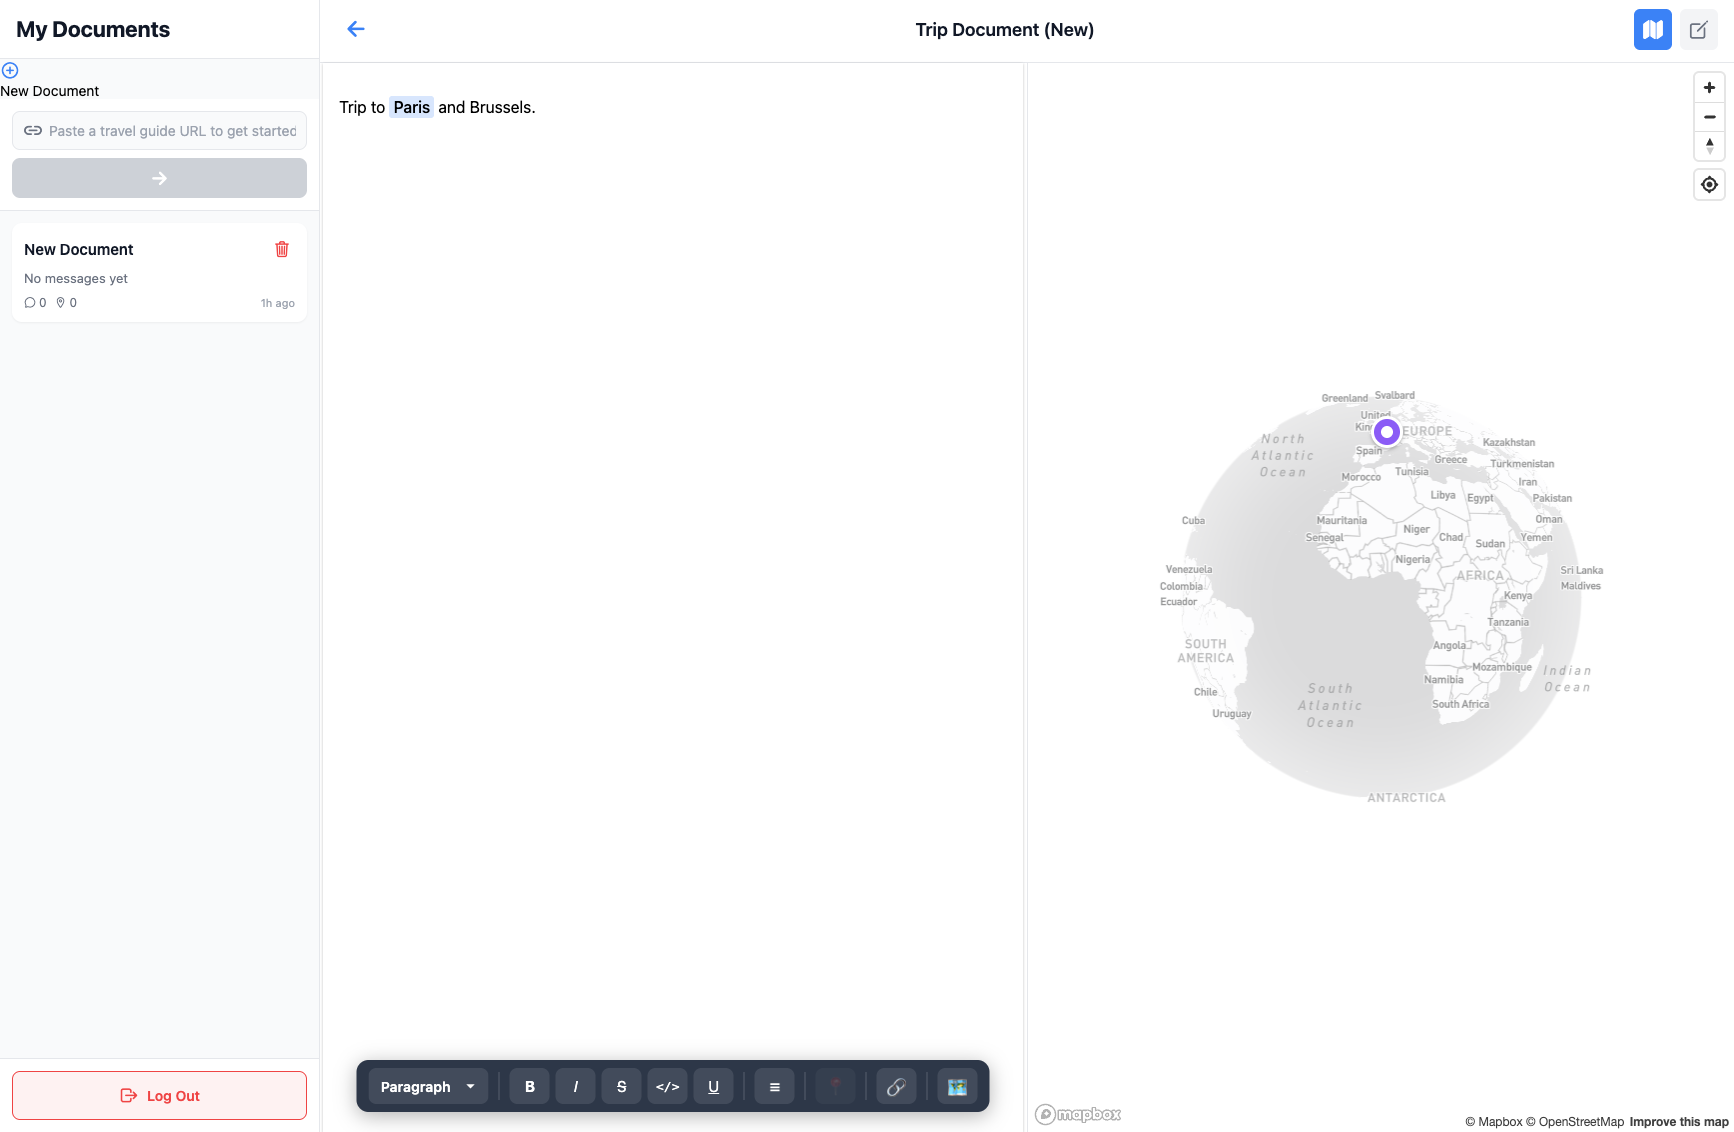 My Documents
Trip Document (New)
New Document
Paste a travel guide URL to get started
New Document
No messages yet
0 0 1h ago
Log Out
Trip to Paris and Brussels.
Paragraph B I S </> U ≡
Greenland
Svalbard
United
Kin
EUROPE
North
Atlantic
Ocean
Spain
Kazakhstan
Greece
Turkmenistan
Morocco
Tunisia
Iran
Libya
Egypt
Pakistan
Cuba
Mauritania
Oman
Niger
Senegal
Chad
Sudan
Yemen
Nigeria
Venezuela
AFRICA
Sri Lanka
Colombia
Maldives
Ecuador
Kenya
Tanzania
SOUTH
AMERICA
Angola
Mozambique
Indian
Ocean
Namibia
Chile
South
Atlantic
Ocean
South Africa
Uruguay
ANTARCTICA
mapbox
© Mapbox © OpenStreetMap Improve this map